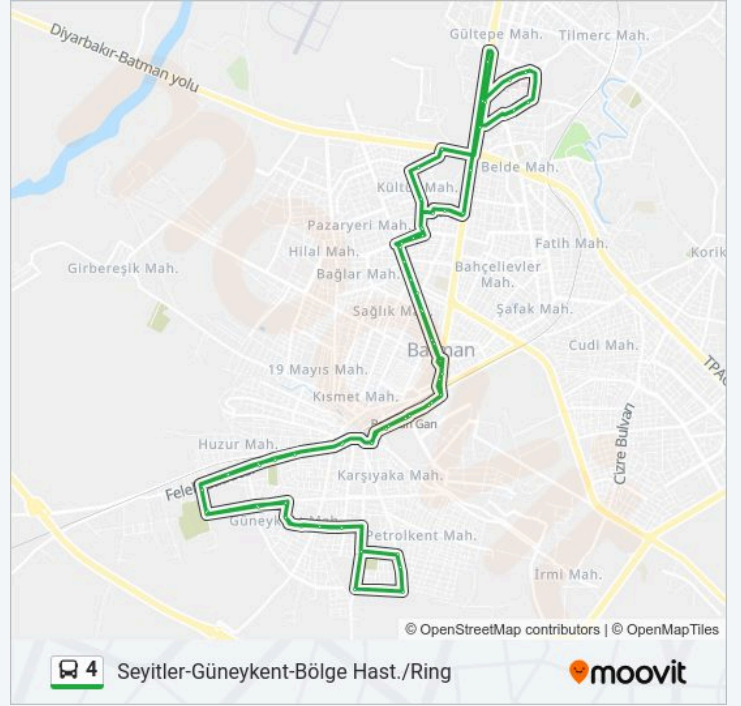 Gültepe Mah.
Tilmerc Mah.
Diyarbakır-Batman yolu
Belde Mah.
Kültür Mah.
Pazaryeri Mah.
Hilal Mah.
Fatih Mah.
Korik
Girbereşik Mah.
Bağlar Mah.
Bahçelievler
Mah.
Sağlık M
Şafak Mah.
Batman
Cudi Mah.
19 Mayıs Mah.
TPAO
Kısmet Mah.
Gan
Cizre Bulvarı
Huzur Mah.
Karşıyaka Mah.
Fele
Güneykent Mah.
Petrolkent Mah.
İrmi Mah.
© OpenStreetMap contributors | © OpenMapTiles
4 Seyitler-Güneykent-Bölge Hast./Ring
moovit